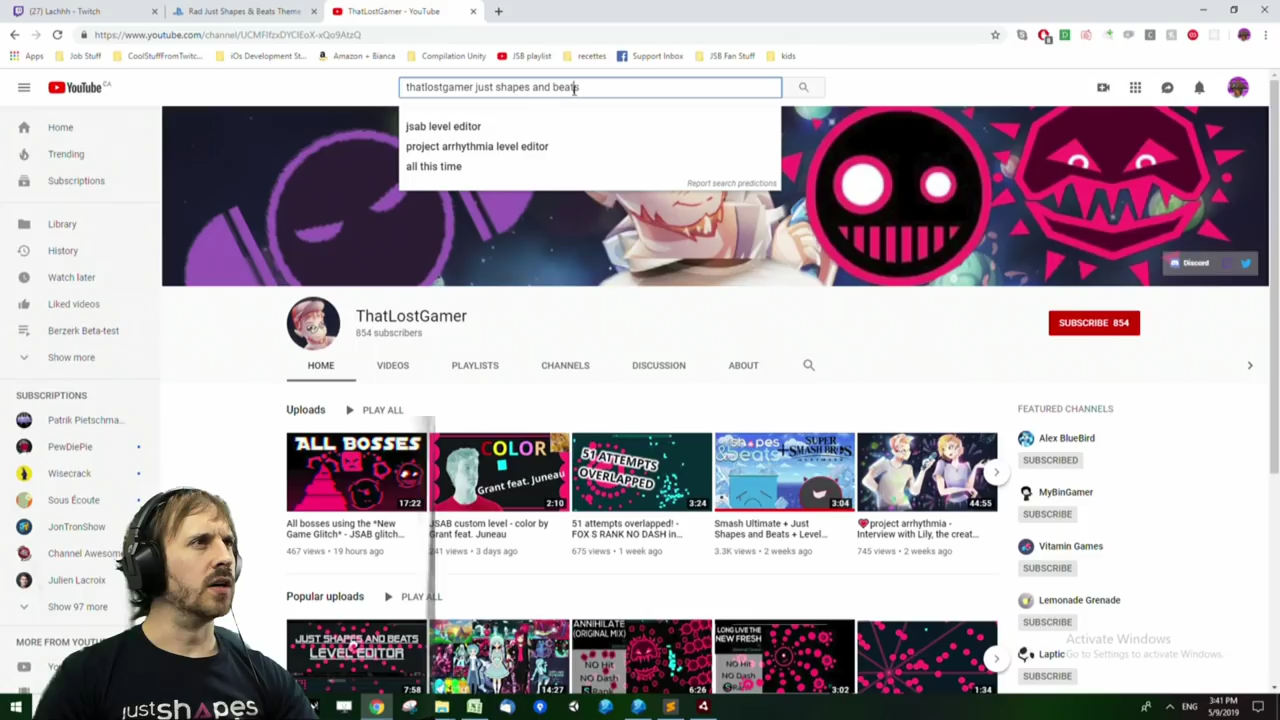 (27) Lachhh - Twitch
Rad Just Shapes & Beats Theme
ThatLostGamer - YouTube
https://www.youtube.com/channel/UCMFIfzxDYCIEoX-xQo9AtzQ
Apps
Job Stuff
CoolStuffFromTwitc...
iOs Development St...
Amazon + Bianca
Compilation Unity
JSB playlist
recettes
Support Inbox
JSB Fan Stuff
kids
YouTube CA
thatlostgamer just shapes and beats
jsab level editor
project arrhythmia level editor
all this time
Report search predictions
Home
Trending
Subscriptions
Library
History
Watch later
Liked videos
Berzerk Beta-test
Show more
SUBSCRIPTIONS
Patrik Pietschma...
PewDiePie
Wisecrack
Sous Écoute
JonTronShow
Channel Awesome
Julien Lacroix
Show 97 more
MORE FROM YOUTU
Discord
ThatLostGamer
854 subscribers
SUBSCRIBE 854
HOME
VIDEOS
PLAYLISTS
CHANNELS
DISCUSSION
ABOUT
Uploads
PLAY ALL
ALL BOSSES
17:22
All bosses using the *New
Game Glitch* - JSAB glitch...
467 views • 19 hours ago
COLOR
Grant feat. Juneau
2:10
JSAB custom level - color by
Grant feat. Juneau
241 views • 3 days ago
51 ATTEMPTS
OVERLAPPED
3:24
51 attempts overlapped! -
FOX S RANK NO DASH in...
675 views • 1 week ago
shapes
&beats
SUPER
SMASH BROS
3:04
Smash Ultimate + Just
Shapes and Beats + Level...
3.3K views • 2 weeks ago
44:55
project arrhythmia -
Interview with Lily, the creat...
745 views • 2 weeks ago
Popular uploads
PLAY ALL
JUST SHAPES AND BEATS
LEVEL EDITOR
7:58
14:27
ANNIHILATE
(ORIGINAL MIX)
NO Hit
NO Dash
S Rank
6:26
LONG LIVE THE
NEW FRESH
NO Hit
NO Dash
S Rank
3:02
1:34
FEATURED CHANNELS
Alex BlueBird
SUBSCRIBED
MyBinGamer
SUBSCRIBE
Vitamin Games
SUBSCRIBE
Lemonade Grenade
SUBSCRIBE
Laptic
SUBSCRIBE
Activate Windows
Go to Settings to activate Windows.
just shapes
ENG
3:41 PM
5/9/2019